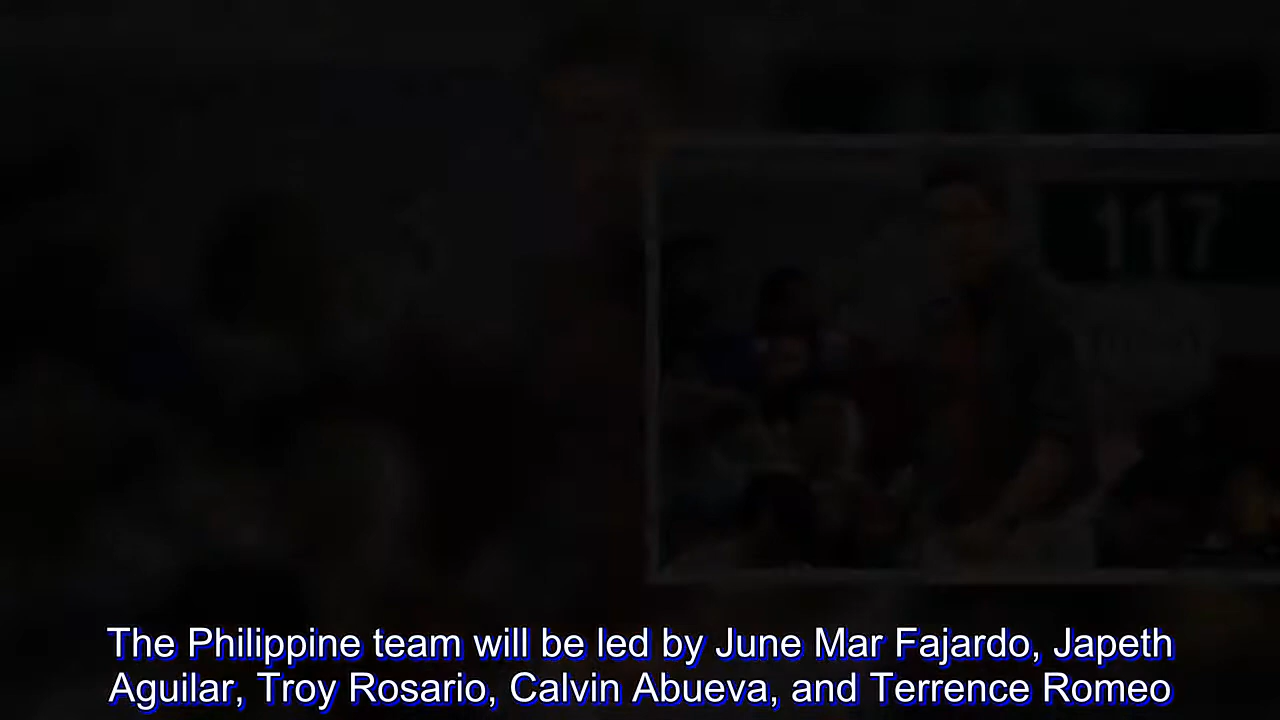 117
The Philippine team will be led by June Mar Fajardo, Japeth
Aguilar, Troy Rosario, Calvin Abueva, and Terrence Romeo